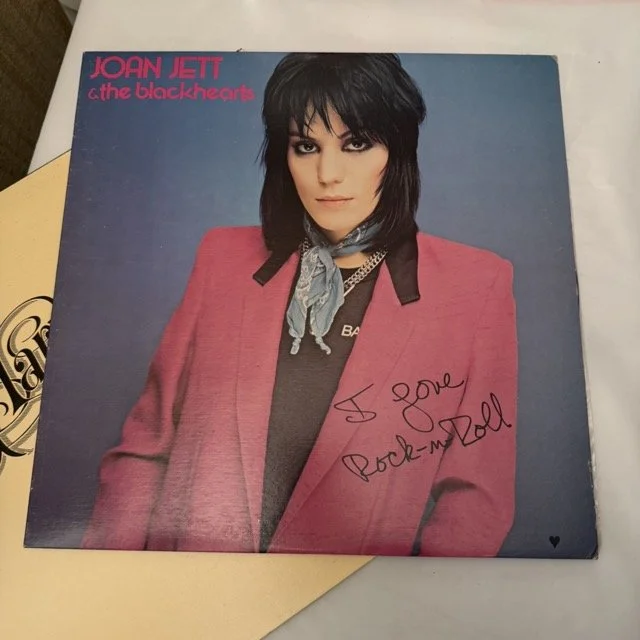 JOAN JETT
& the blackhearts
BA
I Love
Rock-n-Roll